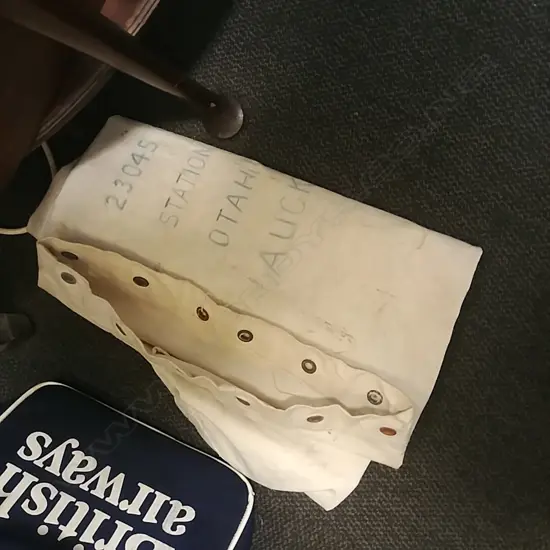 23045
STATION
OTAH
AUCK
British
airways